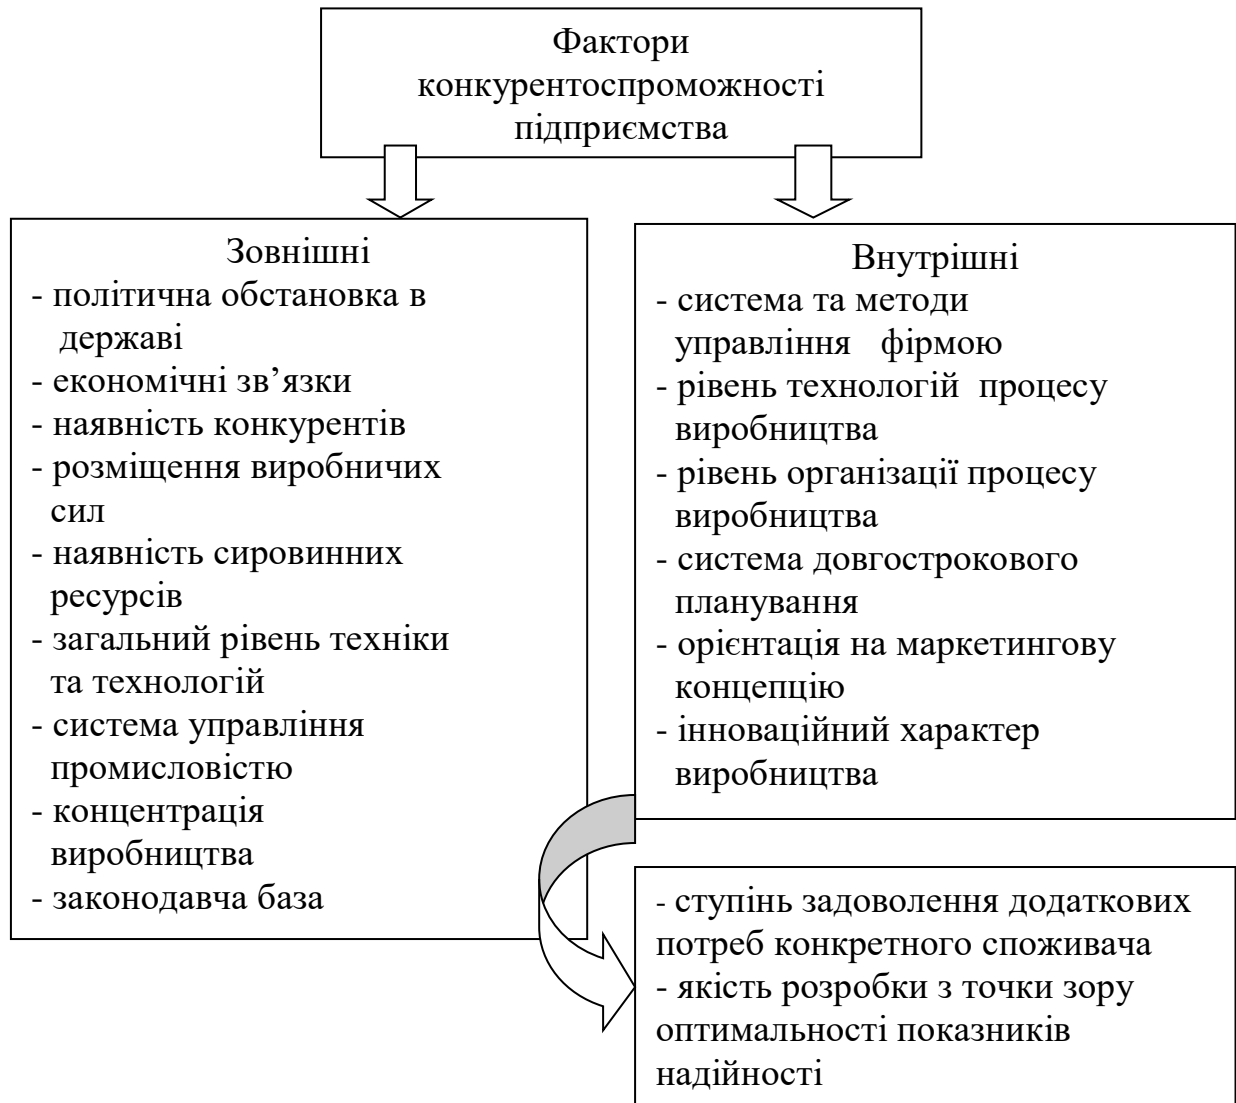 Фактори
конкурентоспроможності
підприємства
Зовнішні
- політична обстановка в
державі
- економічні зв’язки
- наявність конкурентів
- розміщення виробничих
сил
- наявність сировинних
ресурсів
- загальний рівень техніки
та технологій
- система управління
промисловістю
- концентрація
виробництва
- законодавча база
Внутрішні
- система та методи
управління фірмою
- рівень технологій процесу
виробництва
- рівень організації процесу
виробництва
- система довгострокового
планування
- орієнтація на маркетингову
концепцію
- інноваційний характер
виробництва
- ступінь задоволення додаткових
потреб конкретного споживача
- якість розробки з точки зору
оптимальності показників
надійності